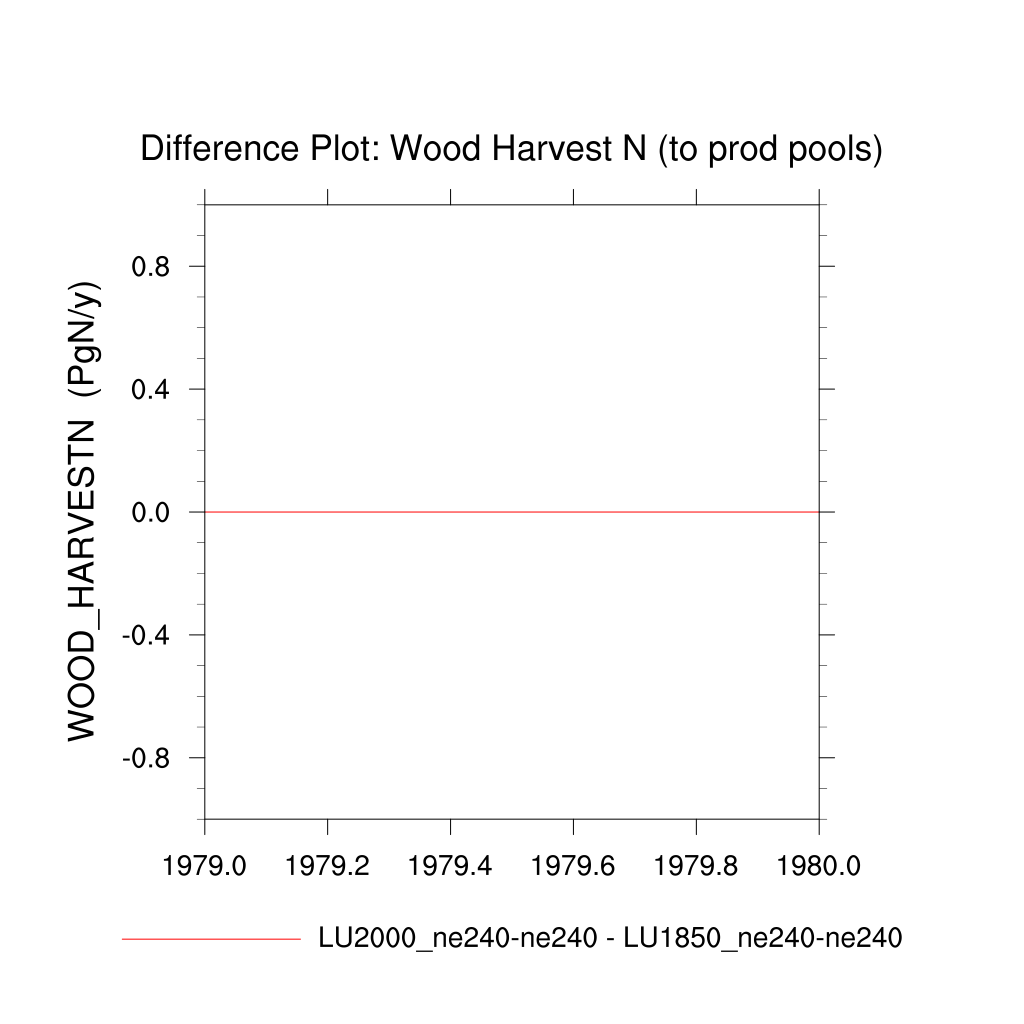 Difference Plot: Wood Harvest N (to prod pools)
WOOD_HARVESTN (PgN/y)
0.8
0.4
0.0
-0.4
-0.8
1979.0 1979.2 1979.4 1979.6 1979.8 1980.0
LU2000_ne240-ne240 - LU1850_ne240-ne240